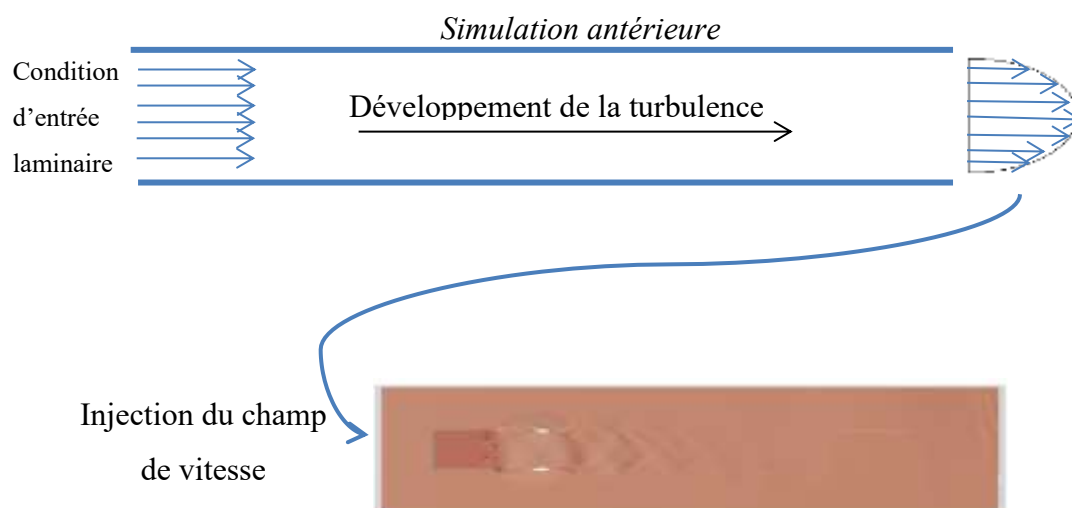 Simulation antérieure
Condition
d’entrée
laminaire
Développement de la turbulence
Injection du champ
de vitesse